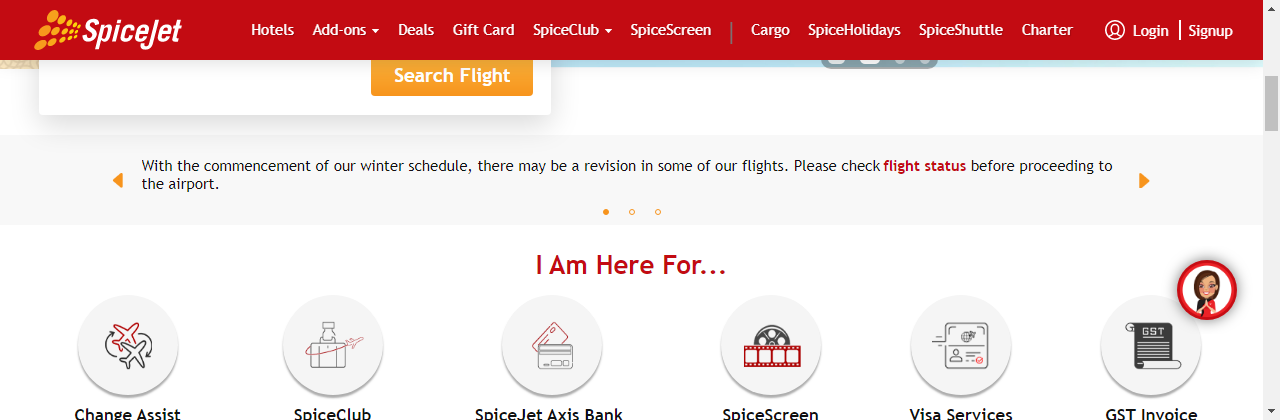 SpiceJet
Hotels Add-ons Deals Gift Card SpiceClub SpiceScreen | Cargo SpiceHolidays SpiceShuttle Charter Login | Signup
Search Flight
With the commencement of our winter schedule, there may be a revision in some of our flights. Please check flight status before proceeding to
the airport.
I Am Here For...
GST
Change Assist SpiceClub SpiceJet Axis Bank SpiceScreen Visa Services GST Invoice